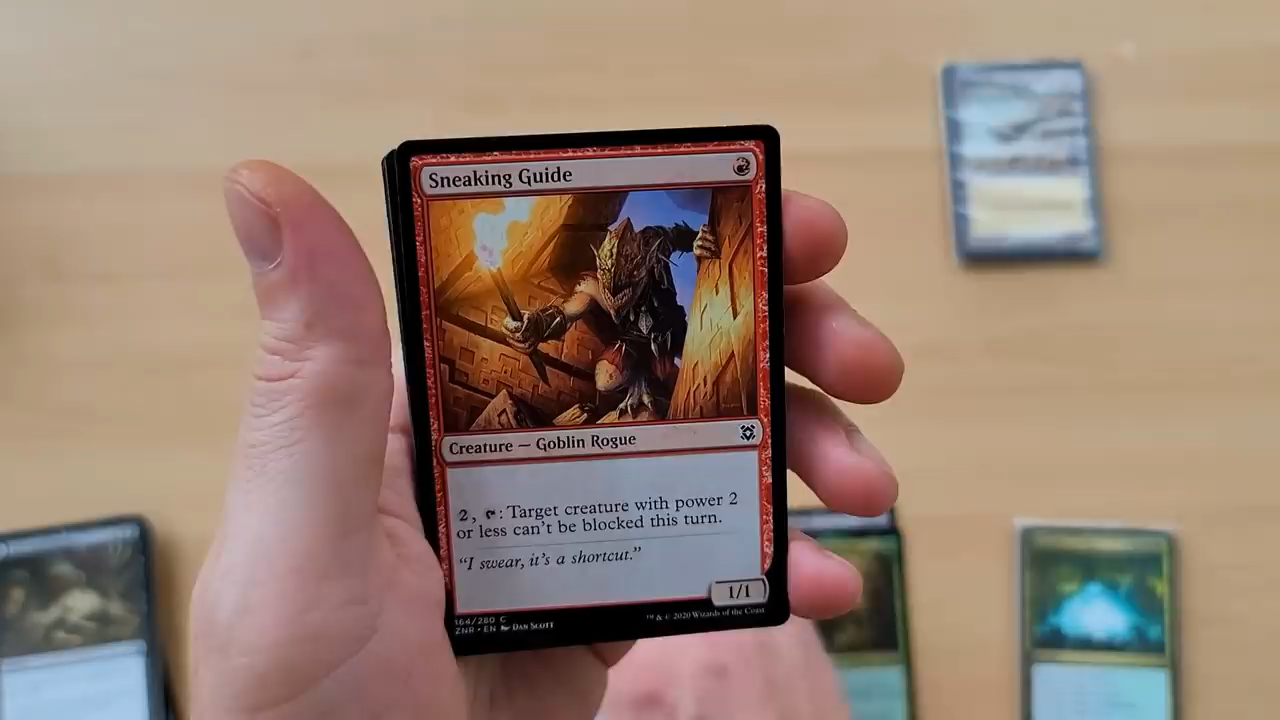 Sneaking Guide
Creature — Goblin Rogue
2, : Target creature with power 2
or less can't be blocked this turn.
"I swear, it's a shortcut."
1/1
164/280 C
ZNR • EN Dan Scott
™ & © 2020 Wizards of the Coast